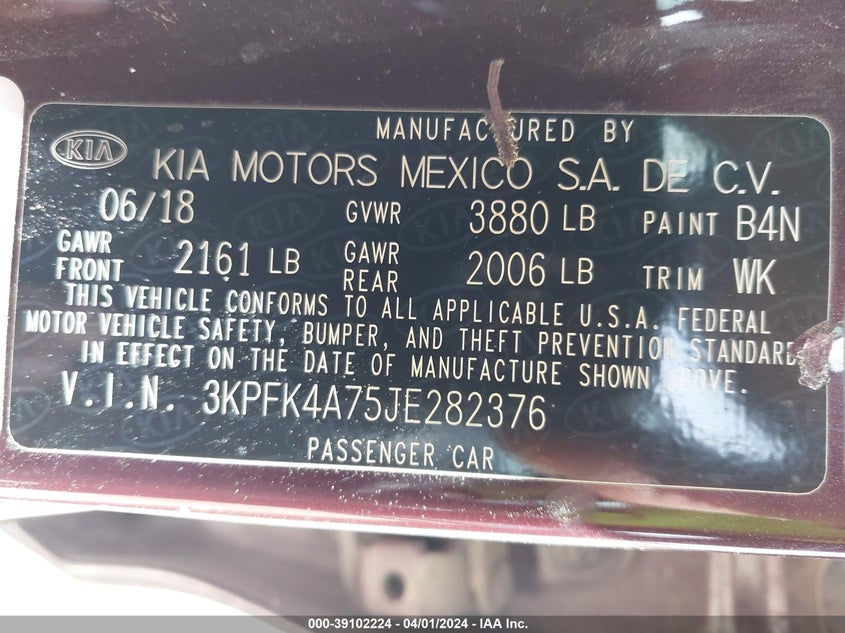 MANUFACTURED BY
KIA KIA MOTORS MEXICO S.A. DE C.V.
06/18 GVWR 3880 LB PAINT B4N
GAWR FRONT 2161 LB GAWR REAR 2006 LB TRIM WK
THIS VEHICLE CONFORMS TO ALL APPLICABLE U.S.A. FEDERAL
MOTOR VEHICLE SAFETY, BUMPER, AND THEFT PREVENTION STANDARDS
IN EFFECT ON THE DATE OF MANUFACTURE SHOWN ABOVE.
V.I.N. 3KPFK4A75JE282376
PASSENGER CAR
000-39102224 - 04/01/2024 - IAA Inc.